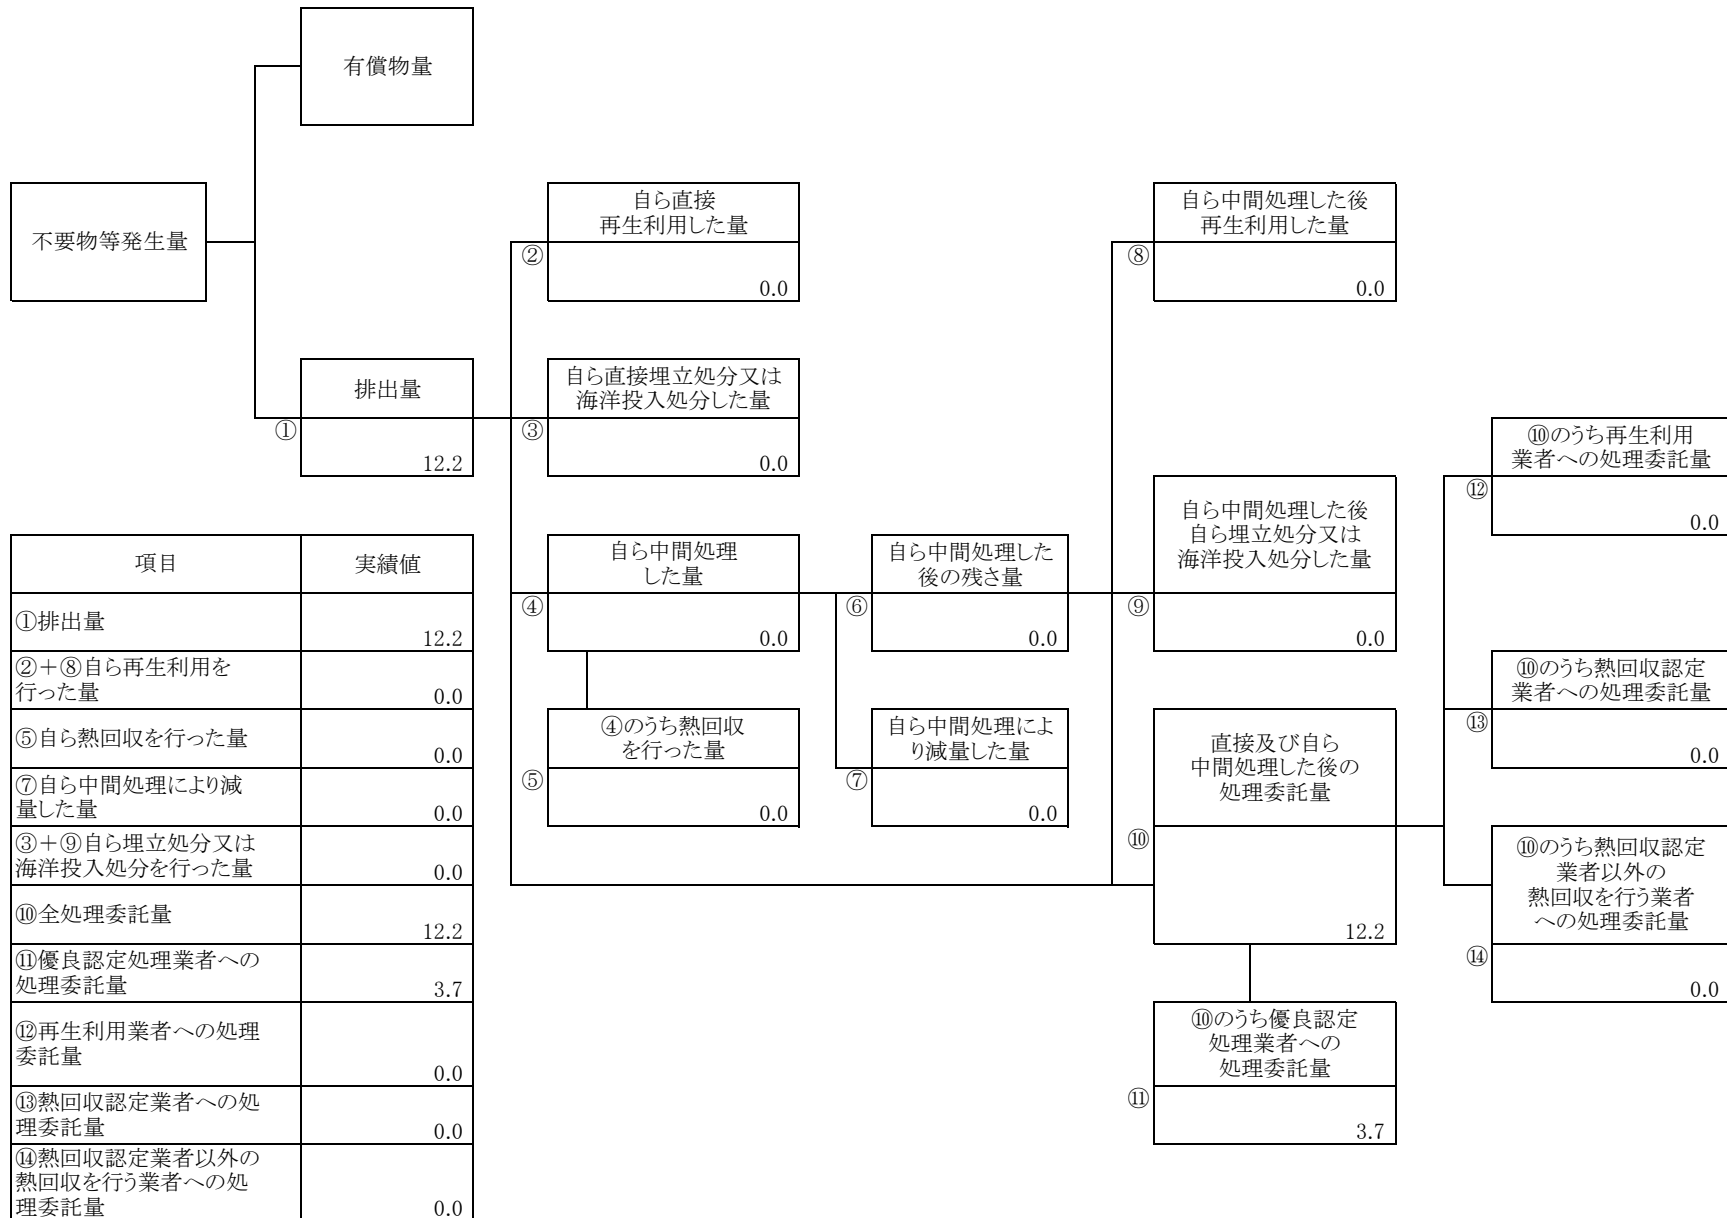 有償物量
不要物等発生量
自ら直接
再生利用した量
②
0.0
自ら中間処理した後
再生利用した量
⑧
0.0
排出量
①
12.2
自ら直接埋立処分又は
海洋投入処分した量
③
0.0
⑩のうち再生利用
業者への処理委託量
⑫
0.0
自ら中間処理した後
自ら埋立処分又は
海洋投入処分した量
⑨
0.0
自ら中間処理
した量
④
0.0
自ら中間処理した
後の残さ量
⑥
0.0
④のうち熱回収
を行った量
⑤
0.0
自ら中間処理によ
り減量した量
⑦
0.0
直接及び自ら
中間処理した後の
処理委託量
⑩
12.2
⑩のうち熱回収認定
業者への処理委託量
⑬
0.0
⑩のうち熱回収認定
業者以外の
熱回収を行う業者
への処理委託量
⑭
0.0
⑩のうち優良認定
処理業者への
処理委託量
⑪
3.7
項目 実績値
①排出量
12.2
②＋⑧自ら再生利用を
行った量
0.0
⑤自ら熱回収を行った量
0.0
⑦自ら中間処理により減
量した量
0.0
③＋⑨自ら埋立処分又は
海洋投入処分を行った量
0.0
⑩全処理委託量
12.2
⑪優良認定処理業者への
処理委託量
3.7
⑫再生利用業者への処理
委託量
0.0
⑬熱回収認定業者への処
理委託量
0.0
⑭熱回収認定業者以外の
熱回収を行う業者への処
理委託量
0.0